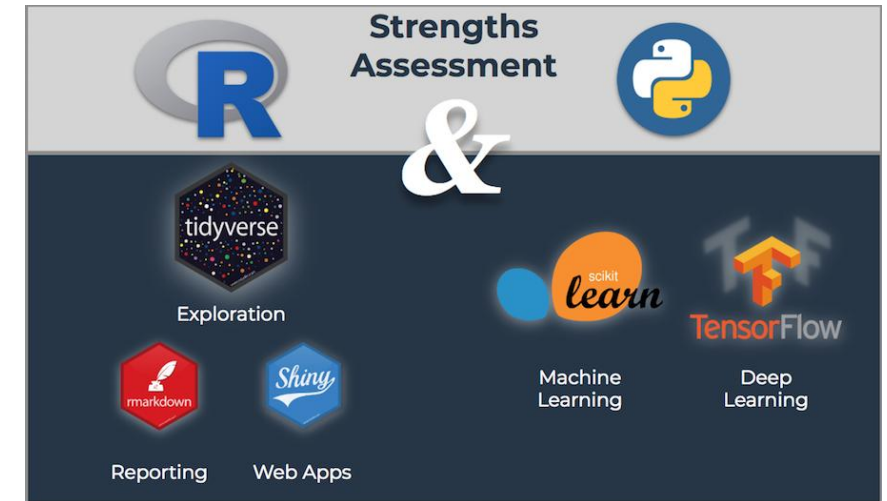 Strengths
Assessment
R
&
tidyverse
Exploration
rmarkdown
Shiny
Reporting
Web Apps
scikit
learn
TensorFlow
Machine
Learning
Deep
Learning